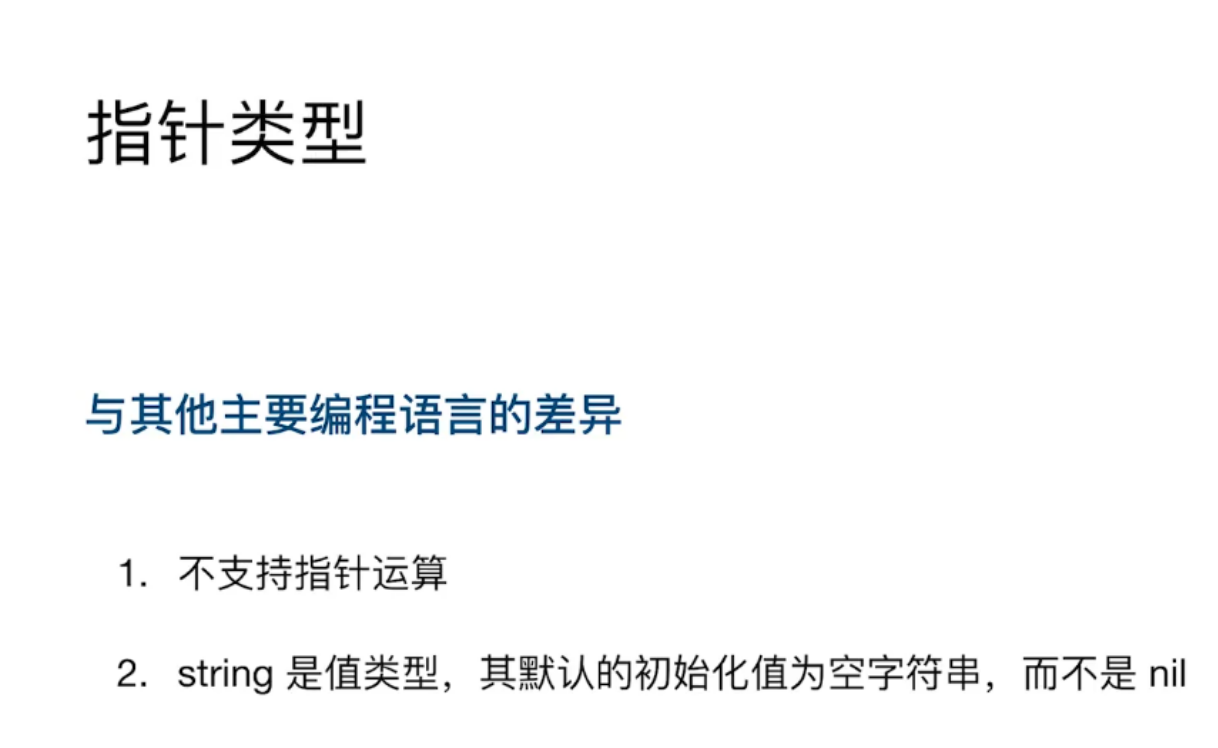 指针类型
与其他主要编程语言的差异
1. 不支持指针运算
2. string 是值类型，其默认的初始化值为空字符串，而不是 nil